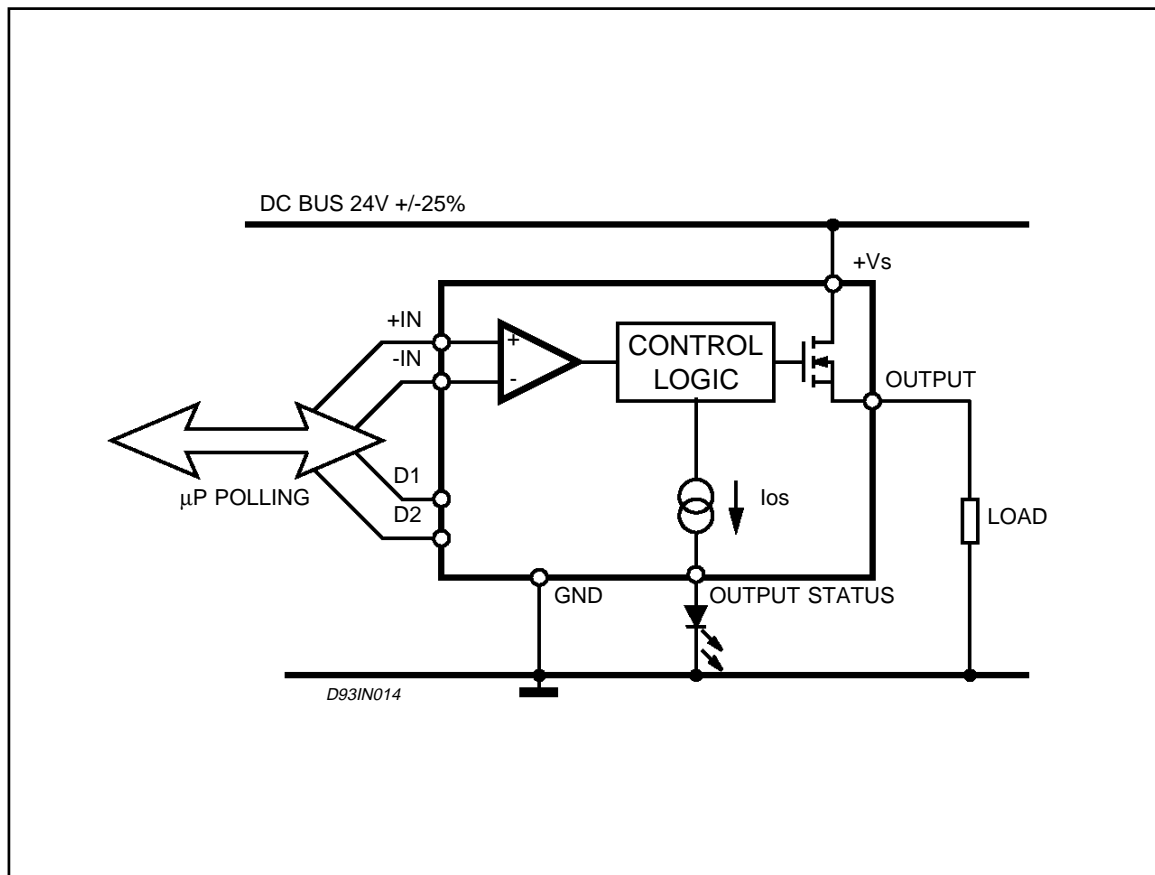 DC BUS 24V +/-25%
+Vs
+IN
-IN
+
-
CONTROL
LOGIC
OUTPUT
D1
µP POLLING
D2
Ios
LOAD
GND
OUTPUT STATUS
D93IN014